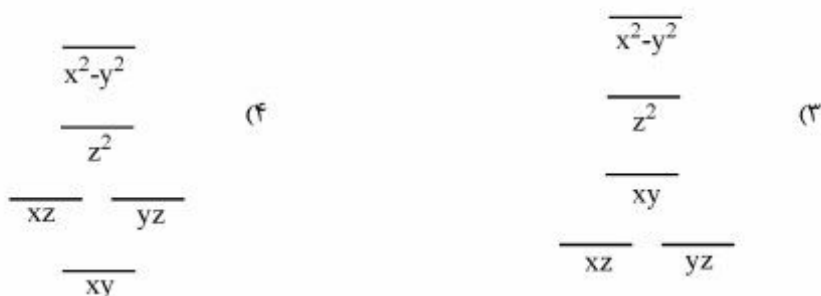 x²-y²
z²
xy
xz yz
۳)
x²-y²
z²
xz yz
xy
۴)